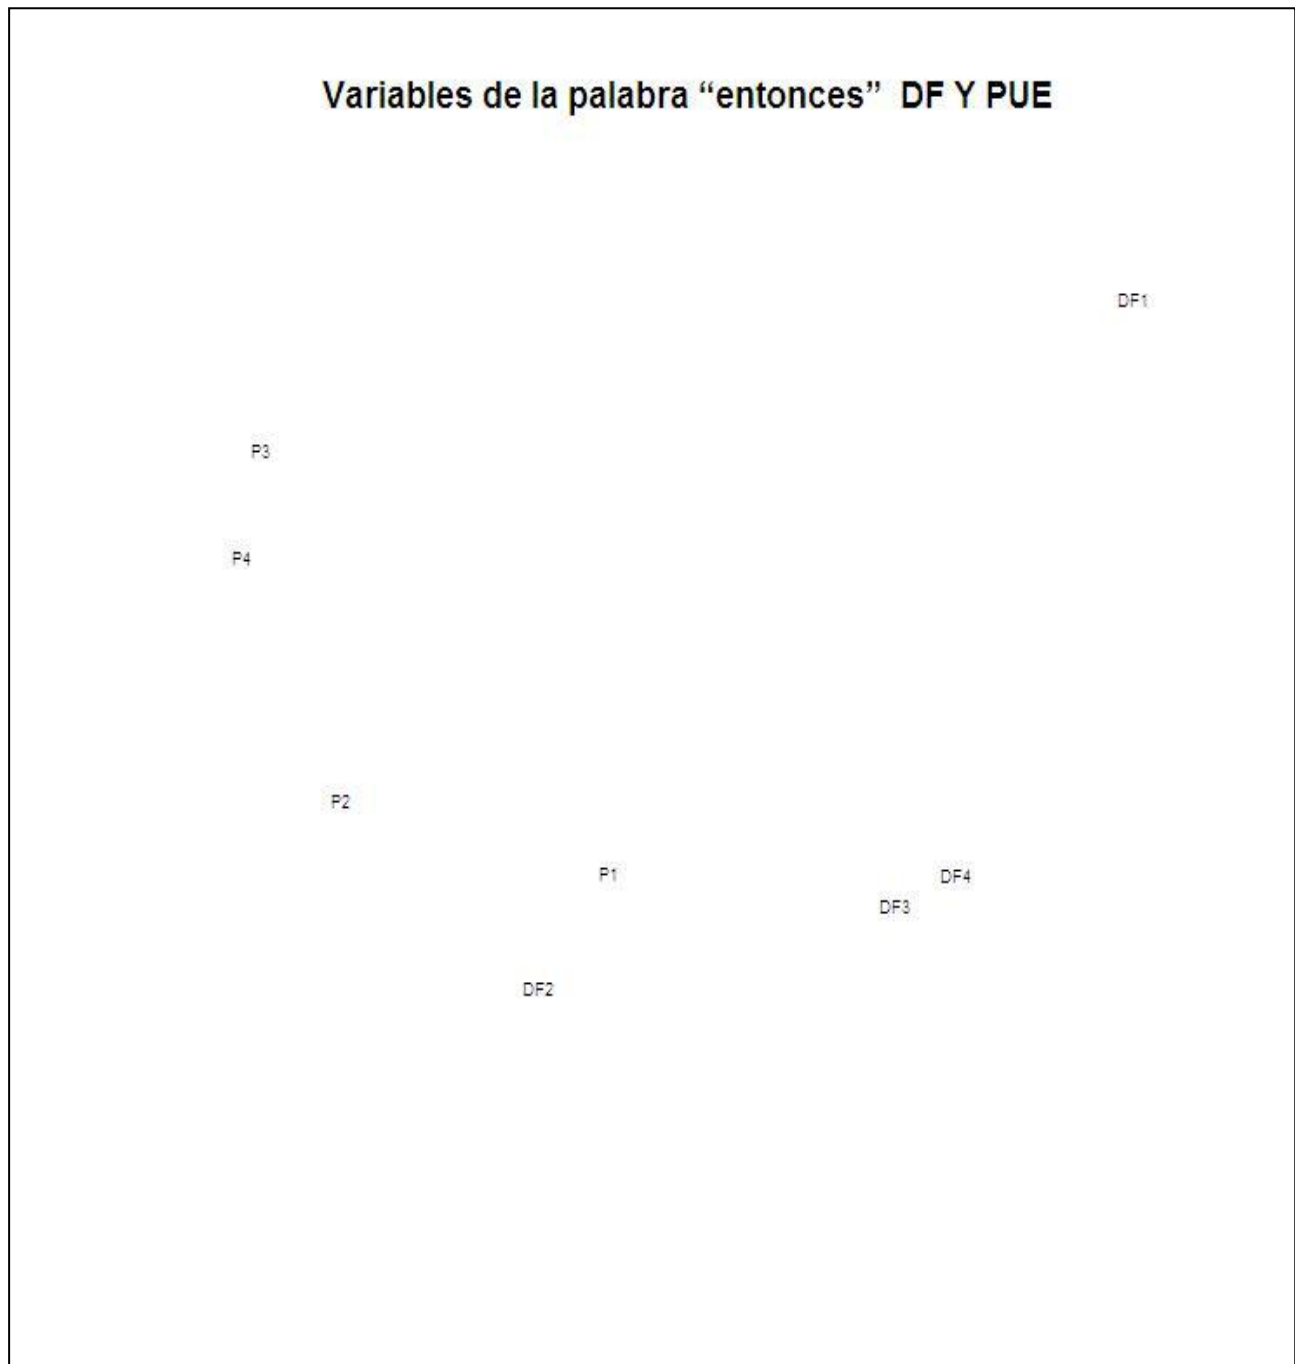 Variables de la palabra “entonces” DF Y PUE
DF1
P3
P4
P2
P1
DF4
DF3
DF2